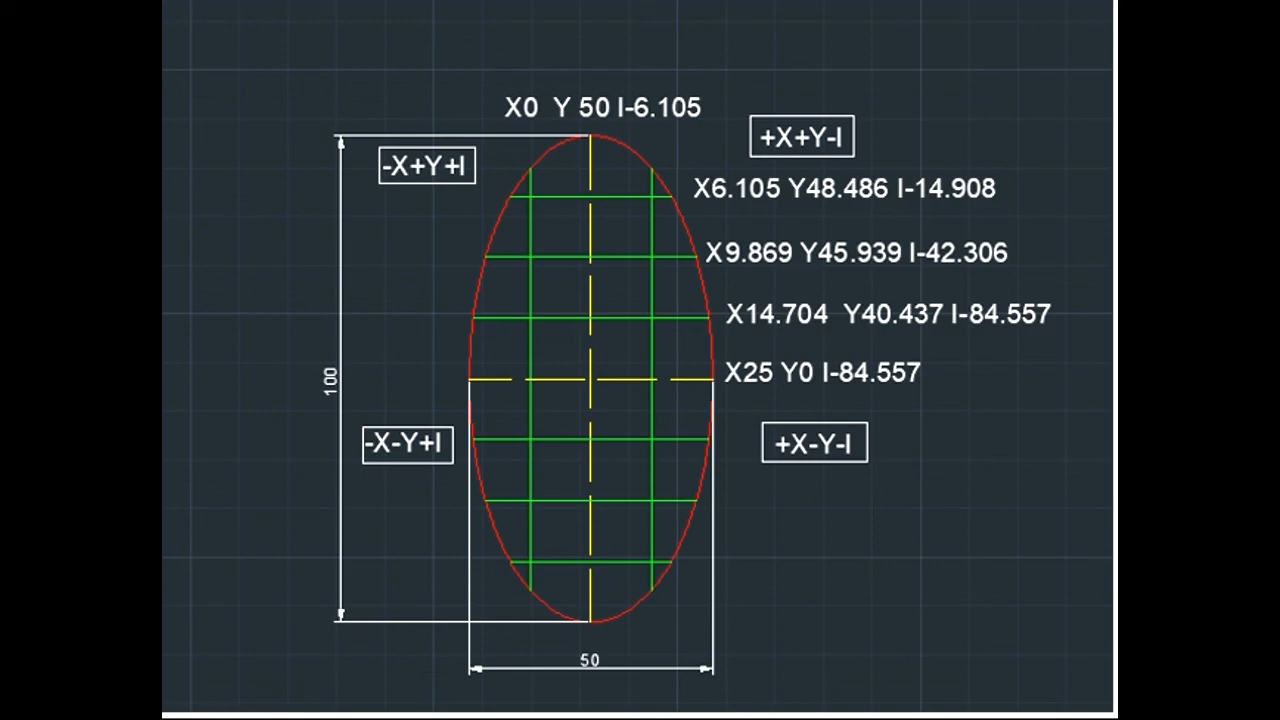 X0 Y 50 I-6.105
+X+Y-I
-X+Y+I
X6.105 Y48.486 I-14.908
X9.869 Y45.939 I-42.306
X14.704 Y40.437 I-84.557
X25 Y0 I-84.557
100
-X-Y+I
+X-Y-I
50